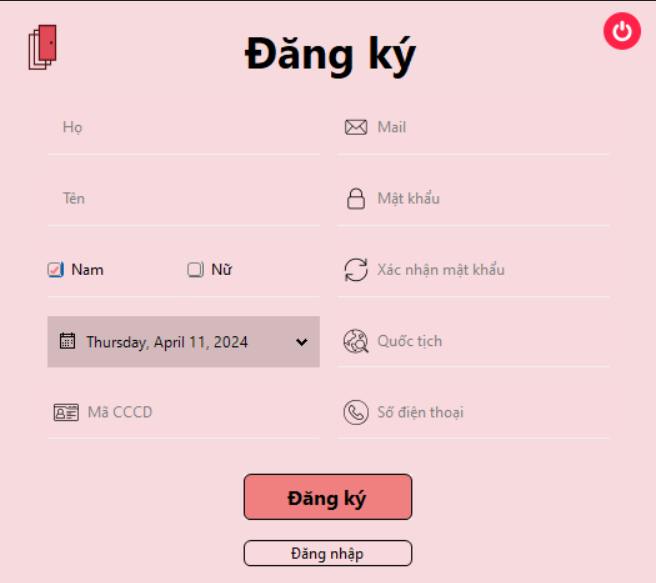 Đăng ký
Họ
Mail
Tên
Mật khẩu
Nam
Nữ
Xác nhận mật khẩu
Thursday, April 11, 2024
Quốc tịch
Mã CCCD
Số điện thoại
Đăng ký
Đăng nhập